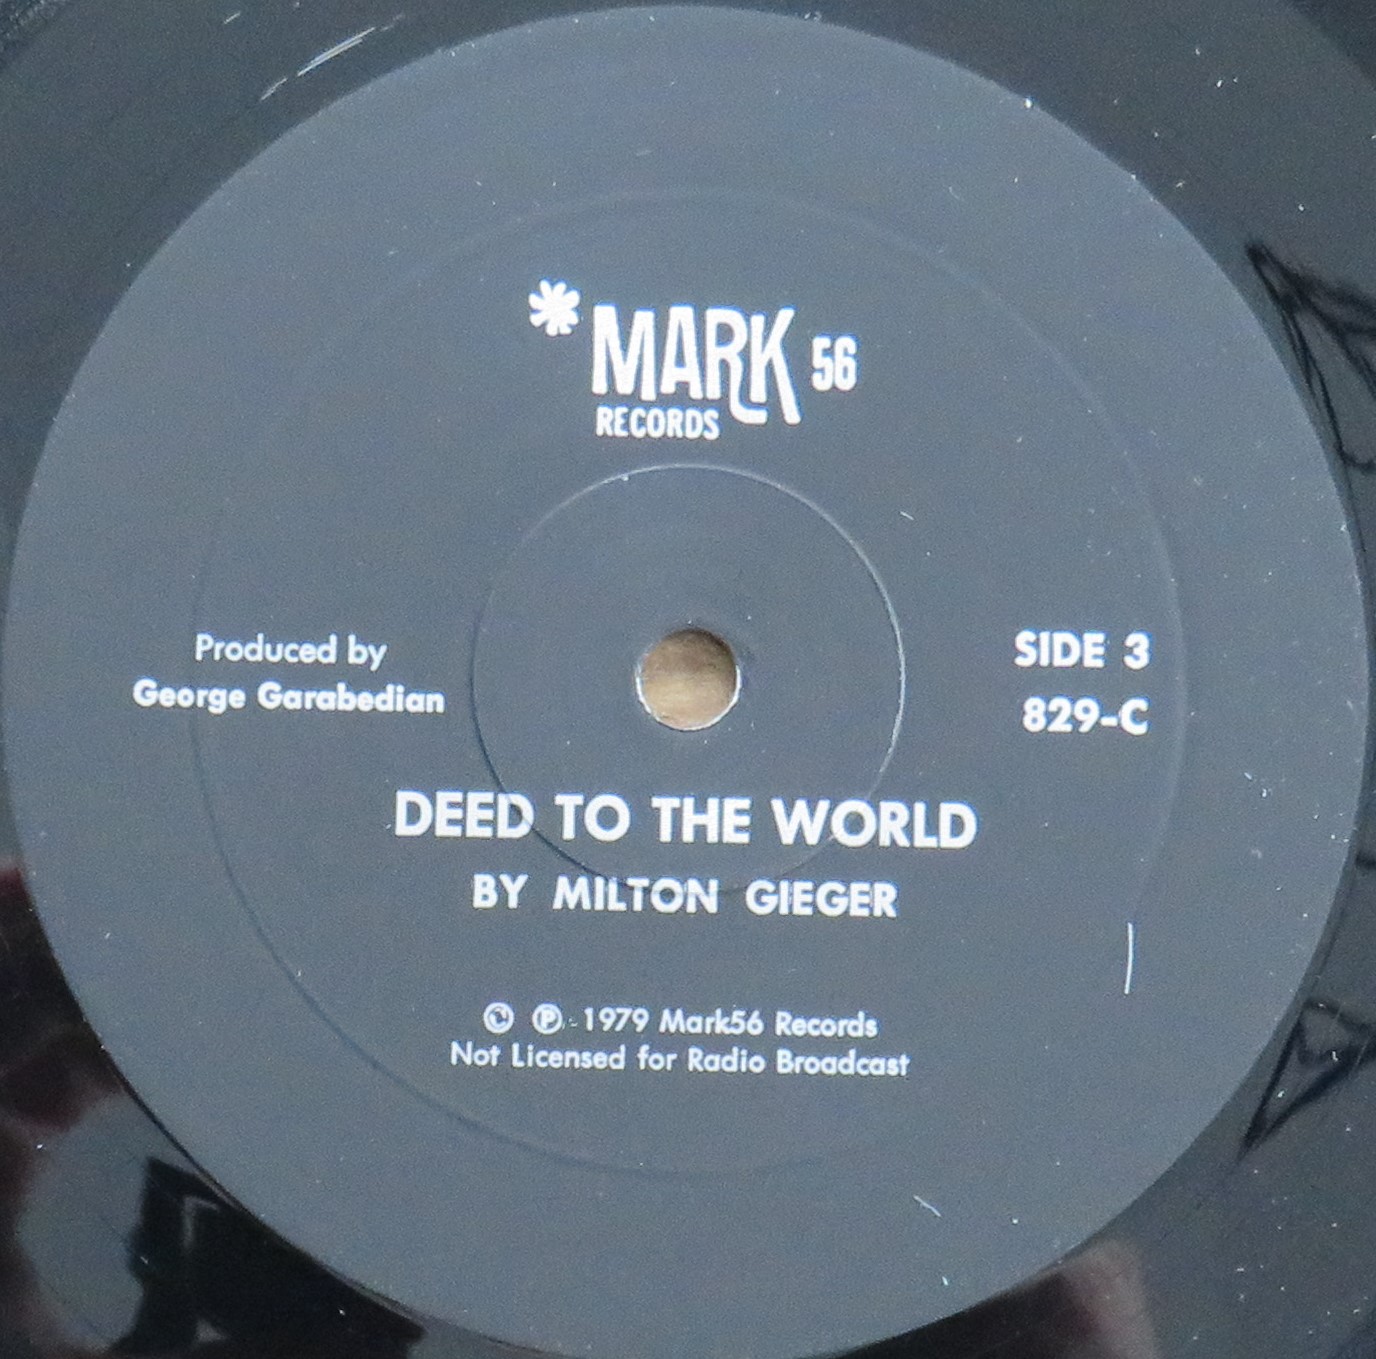 * MARK 56
RECORDS
Produced by
George Garabedian
SIDE 3
829-C
DEED TO THE WORLD
BY MILTON GIEGER
© ℗ 1979 Mark56 Records
Not Licensed for Radio Broadcast